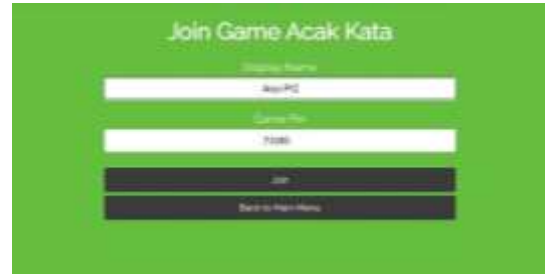 Join Game Acak Kata
Display Name
Game Pin
Join
Back to Main Menu